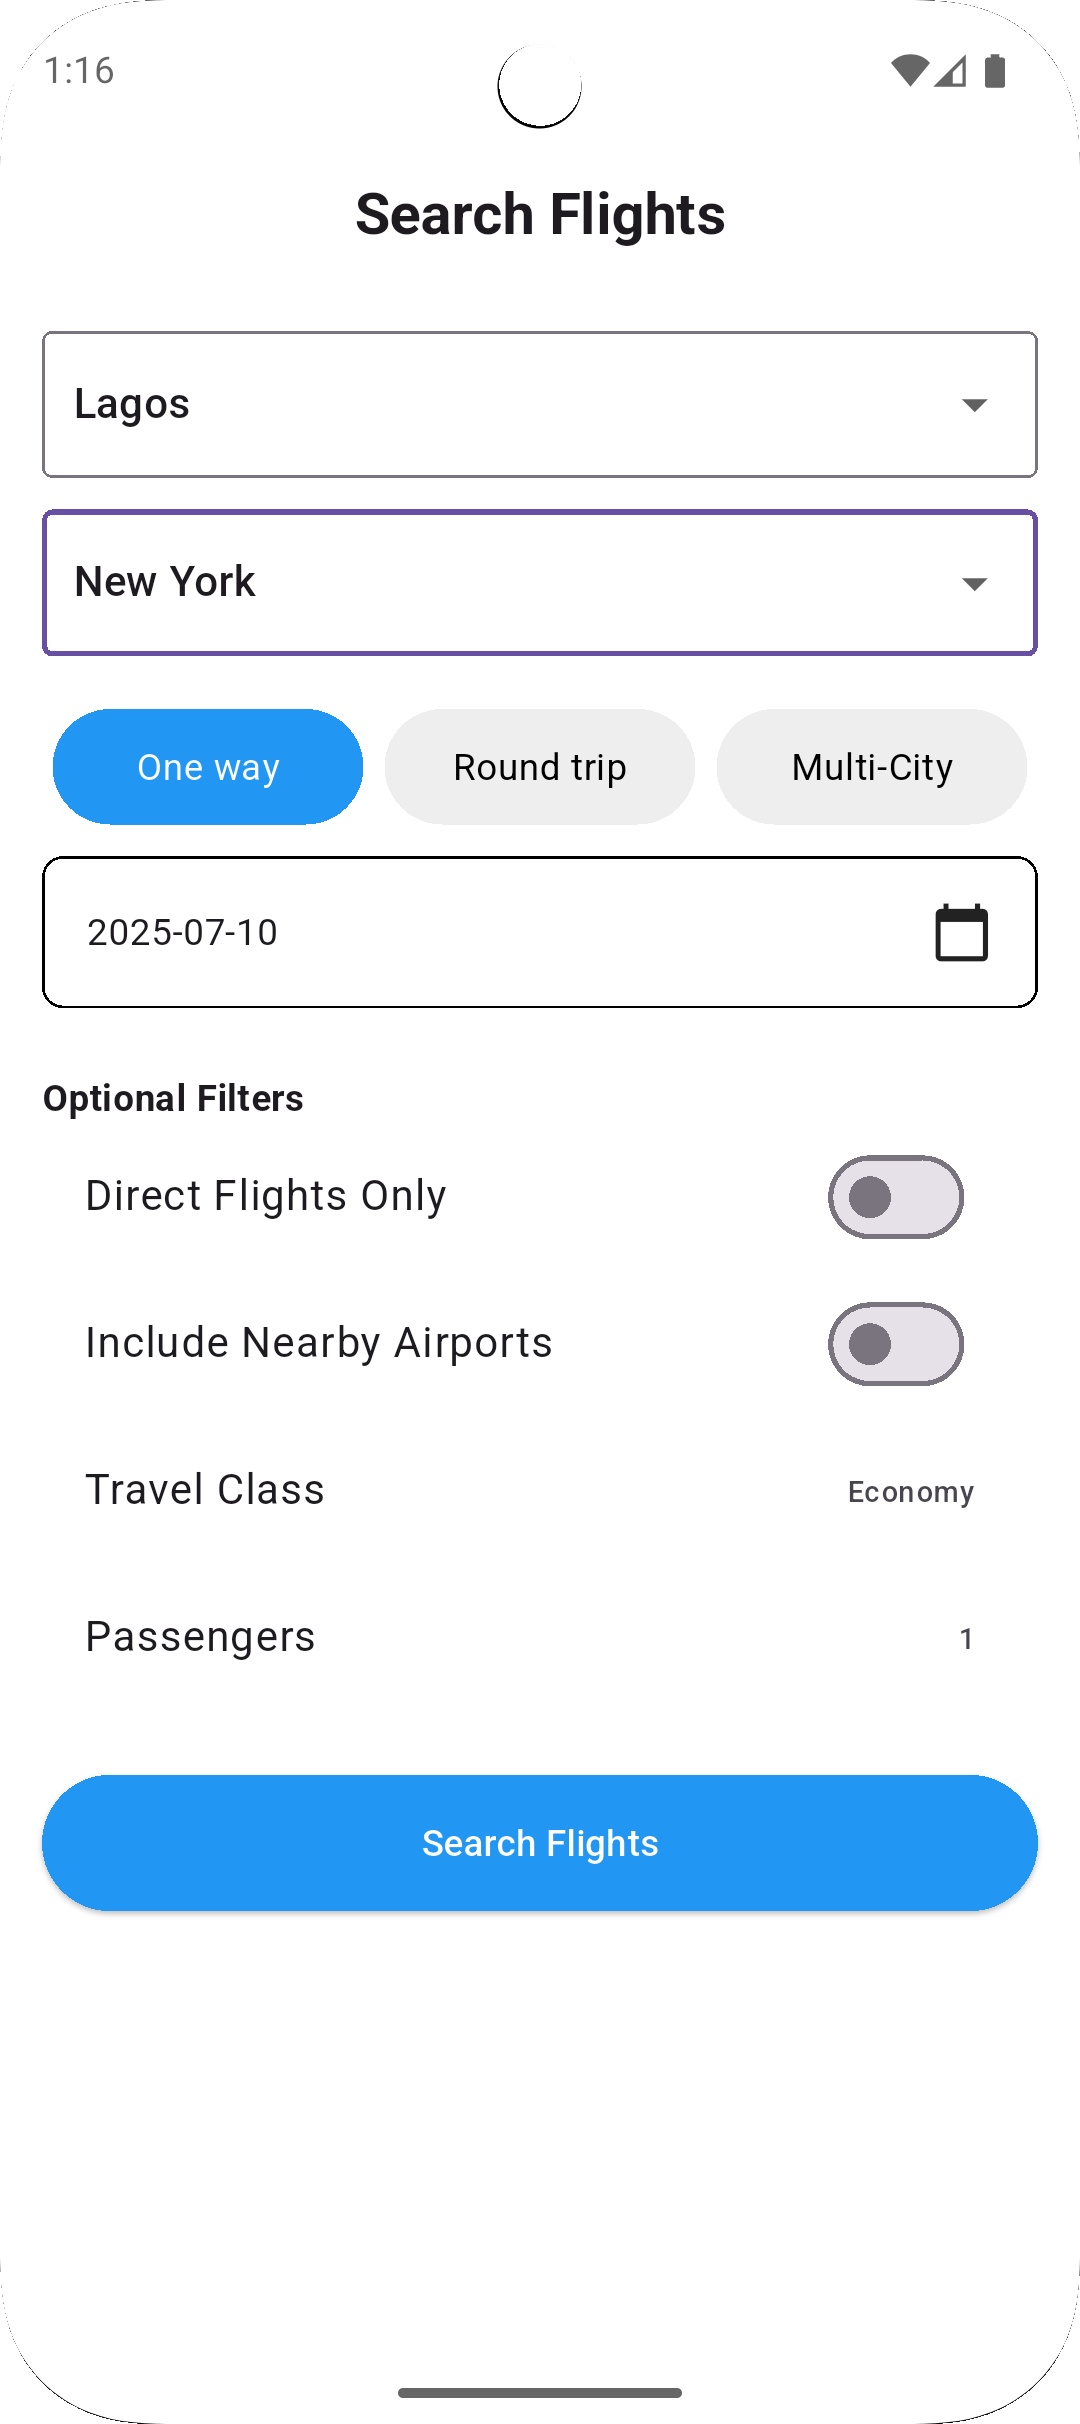 1:16
Search Flights
Lagos
New York
One way
Round trip
Multi-City
2025-07-10
Optional Filters
Direct Flights Only
Include Nearby Airports
Travel Class
Economy
Passengers
1
Search Flights